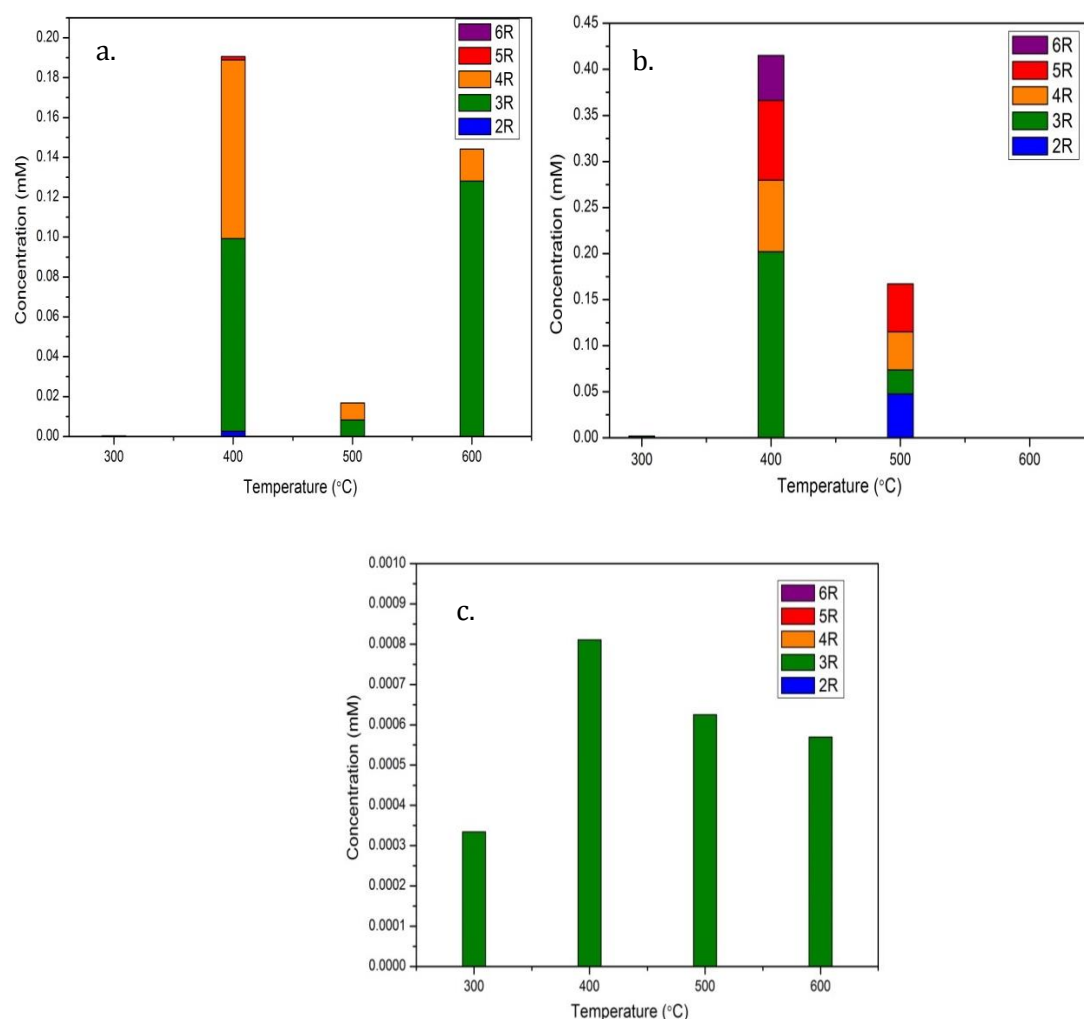 a.
0.20
0.18
0.16
0.14
0.12
0.10
0.08
0.06
0.04
0.02
0.00
Concentration (mM)
300 400 500 600
Temperature (°C)
6R
5R
4R
3R
2R
b.
0.45
0.40
0.35
0.30
0.25
0.20
0.15
0.10
0.05
0.00
Concentration (mM)
300 400 500 600
Temperature (°C)
6R
5R
4R
3R
2R
c.
0.0010
0.0009
0.0008
0.0007
0.0006
0.0005
0.0004
0.0003
0.0002
0.0001
0.0000
Concentration (mM)
300 400 500 600
Temperature (°C)
6R
5R
4R
3R
2R